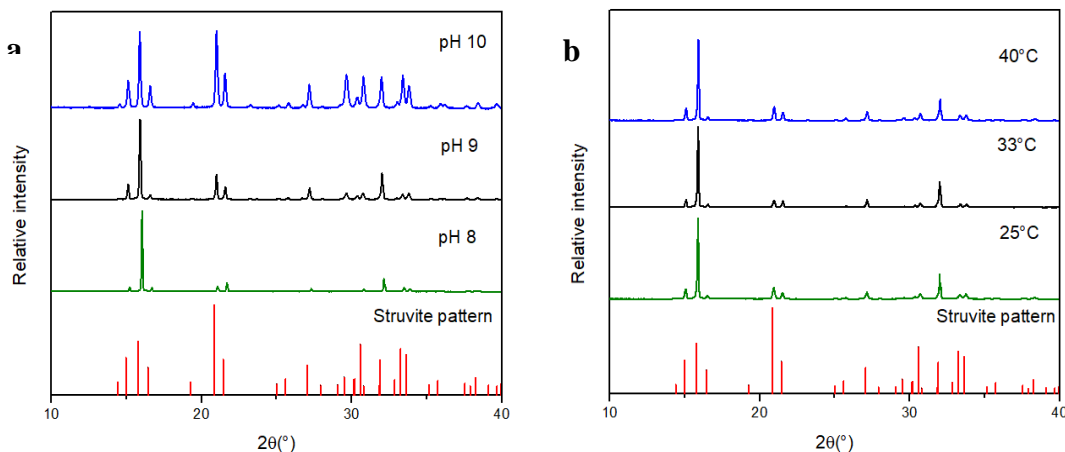 a
pH 10
pH 9
pH 8
Struvite pattern
Relative intensity
10
20
30
40
2θ(°)
b
40°C
33°C
25°C
Struvite pattern
Relative intensity
10
20
30
40
2θ(°)